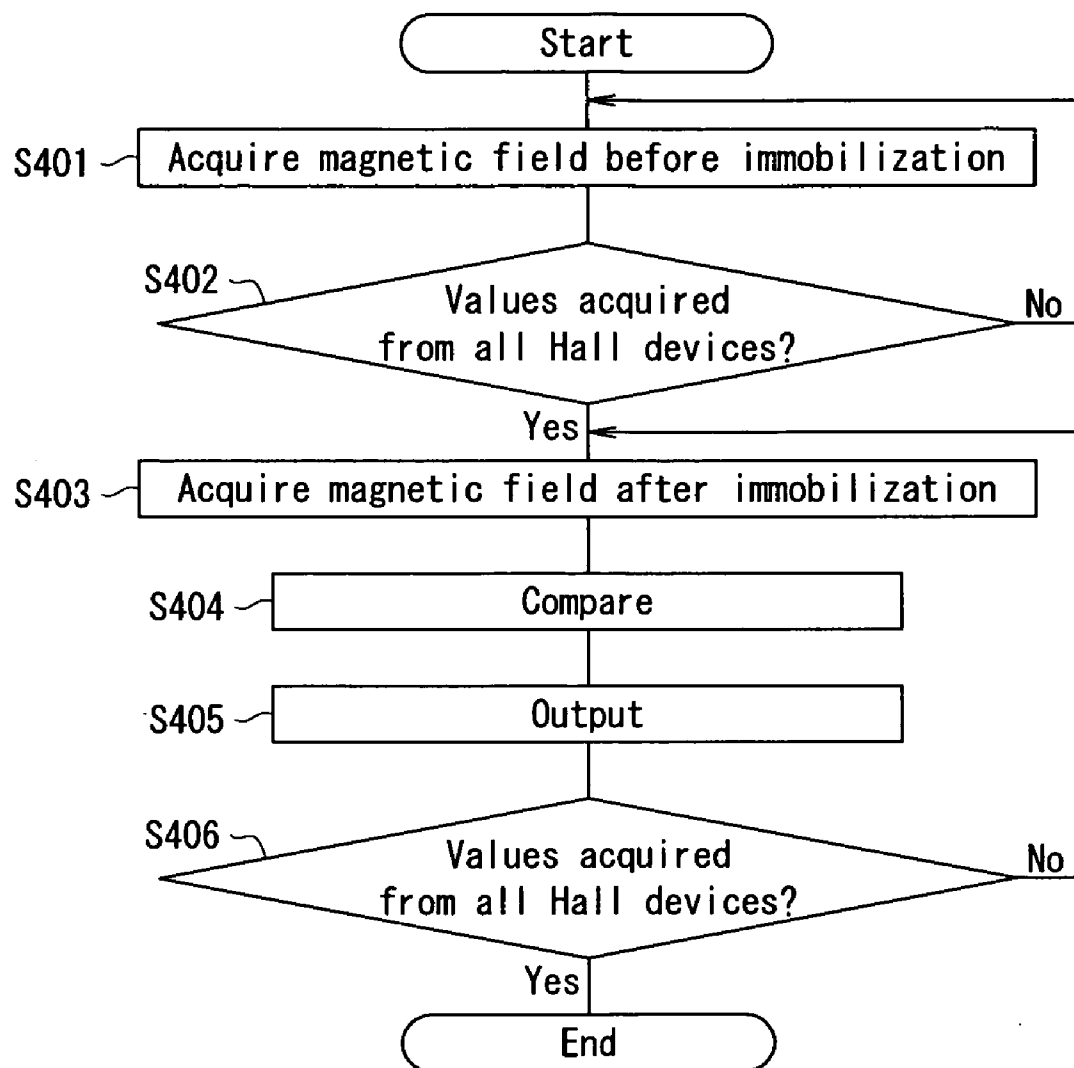 Start
S401
Acquire magnetic field before immobilization
S402
Values acquired
from all Hall devices?
No
Yes
S403
Acquire magnetic field after immobilization
S404
Compare
S405
Output
S406
Values acquired
from all Hall devices?
No
Yes
End